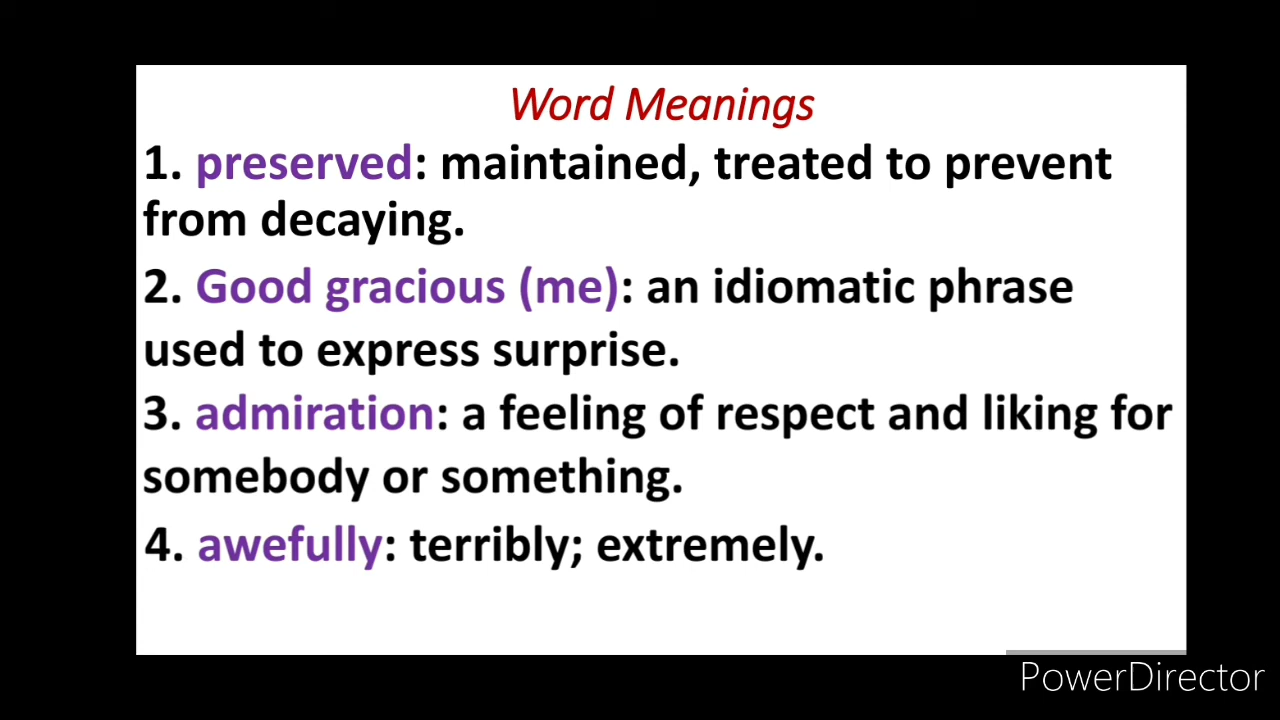 Word Meanings
1. preserved: maintained, treated to prevent
from decaying.
2. Good gracious (me): an idiomatic phrase
used to express surprise.
3. admiration: a feeling of respect and liking for
somebody or something.
4. awefully: terribly; extremely.
PowerDirector